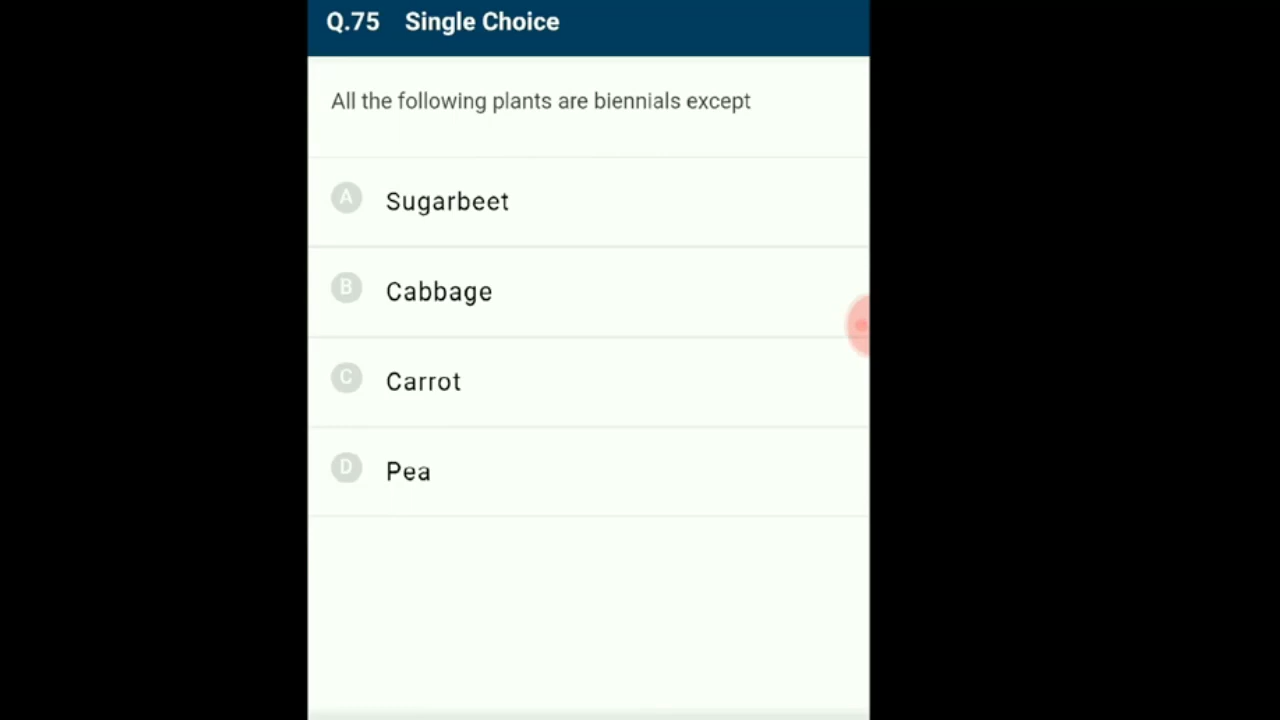 Q.75 Single Choice
All the following plants are biennials except
A Sugarbeet
B Cabbage
C Carrot
D Pea